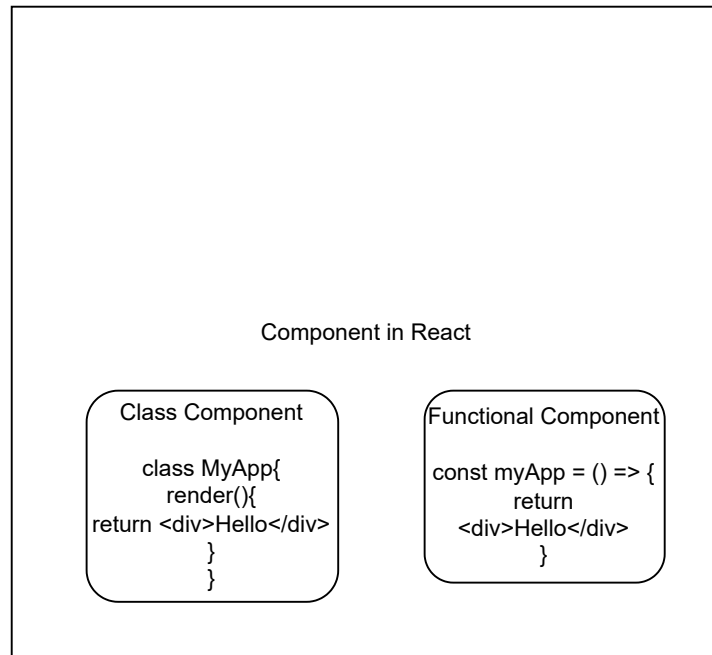 Component in React
Class Component
class MyApp{
render(){
return <div>Hello</div>
}
}
Functional Component
const myApp = () => {
return
<div>Hello</div>
}